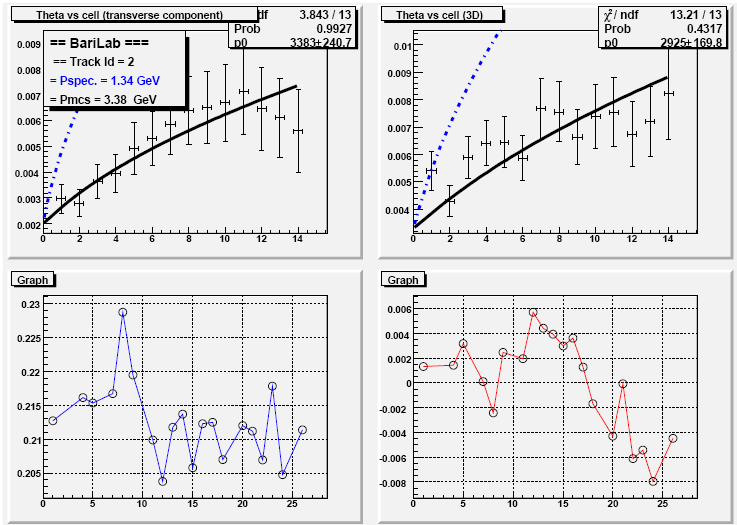 Theta vs cell (transverse component)
df 3.843 / 13
Prob 0.9927
p0 3383±240.7
== BariLab ===
== Track Id = 2
= Pspec. = 1.34 GeV
= Pmcs = 3.38 GeV
0.009
0.008
0.007
0.006
0.005
0.004
0.003
0.002
0 2 4 6 8 10 12 14
Theta vs cell (3D)
χ² / ndf 13.21 / 13
Prob 0.4317
p0 2925±169.8
0.01
0.009
0.008
0.007
0.006
0.005
0.004
0 2 4 6 8 10 12 14
Graph
0.23
0.225
0.22
0.215
0.21
0.205
0 5 10 15 20 25
Graph
0.006
0.004
0.002
0
-0.002
-0.004
-0.006
-0.008
0 5 10 15 20 25